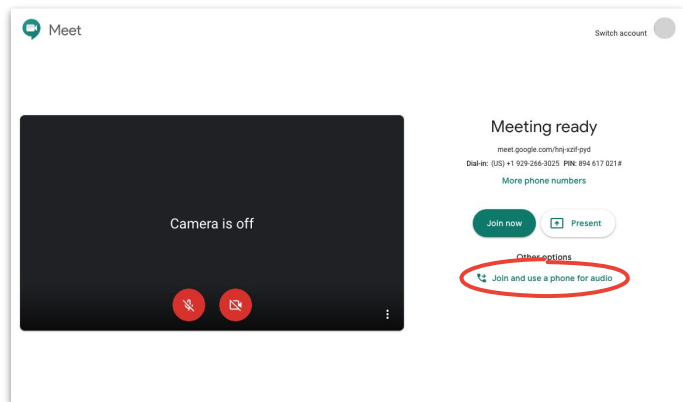 Meet
Switch account
Camera is off
Meeting ready
meet.google.com/hnj-xzif-pyd
Dial-in: (US) +1 929-266-3025 PIN: 894 617 021#
More phone numbers
Join now
Present
Other options
Join and use a phone for audio